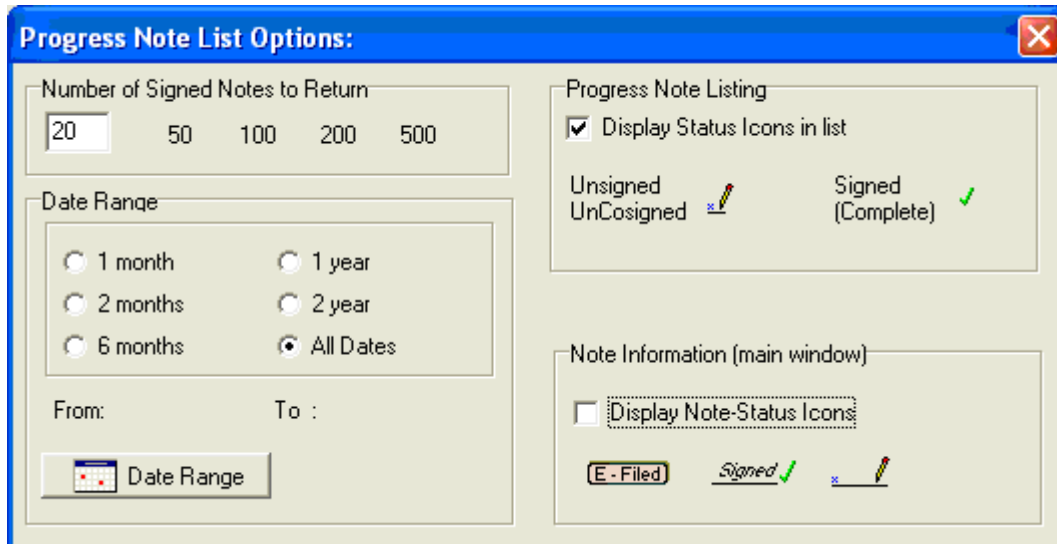 Progress Note List Options:
Number of Signed Notes to Return
20 50 100 200 500
Date Range
1 month 1 year
2 months 2 year
6 months All Dates
From: To :
Date Range
Progress Note Listing
Display Status Icons in list
Unsigned
UnCosigned
Signed
(Complete)
Note Information (main window)
Display Note-Status Icons
E - Filed Signed